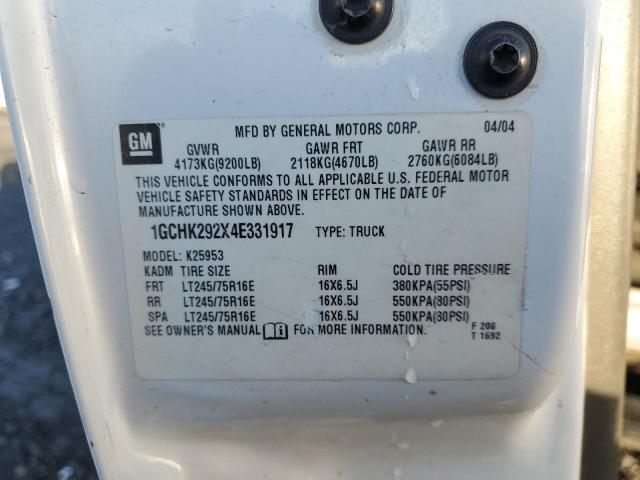 GM
MFD BY GENERAL MOTORS CORP. 04/04
GVWR GAWR FRT GAWR RR
4173KG(9200LB) 2118KG(4670LB) 2760KG(6084LB)
THIS VEHICLE CONFORMS TO ALL APPLICABLE U.S. FEDERAL MOTOR
VEHICLE SAFETY STANDARDS IN EFFECT ON THE DATE OF
MANUFACTURE SHOWN ABOVE.
1GCHK292X4E331917 TYPE: TRUCK
MODEL: K25953
KADM TIRE SIZE RIM COLD TIRE PRESSURE
FRT LT245/75R16E 16X6.5J 380KPA(55PSI)
RR LT245/75R16E 16X6.5J 550KPA(80PSI)
SPA LT245/75R16E 16X6.5J 550KPA(80PSI)
SEE OWNER'S MANUAL FOR MORE INFORMATION.
F 206
T 1692